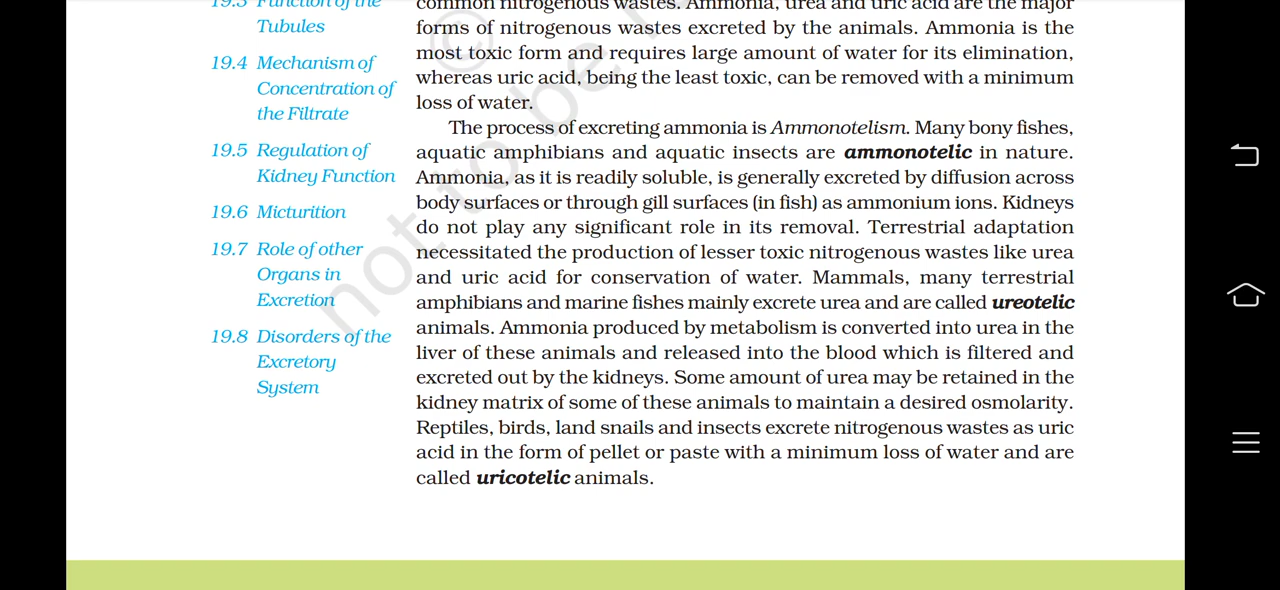 19.3 Function of the
Tubules
19.4 Mechanism of
Concentration of
the Filtrate
19.5 Regulation of
Kidney Function
19.6 Micturition
19.7 Role of other
Organs in
Excretion
19.8 Disorders of the
Excretory
System
common nitrogenous wastes. Ammonia, urea and uric acid are the major
forms of nitrogenous wastes excreted by the animals. Ammonia is the
most toxic form and requires large amount of water for its elimination,
whereas uric acid, being the least toxic, can be removed with a minimum
loss of water.
The process of excreting ammonia is Ammonotelism. Many bony fishes,
aquatic amphibians and aquatic insects are ammonotelic in nature.
Ammonia, as it is readily soluble, is generally excreted by diffusion across
body surfaces or through gill surfaces (in fish) as ammonium ions. Kidneys
do not play any significant role in its removal. Terrestrial adaptation
necessitated the production of lesser toxic nitrogenous wastes like urea
and uric acid for conservation of water. Mammals, many terrestrial
amphibians and marine fishes mainly excrete urea and are called ureotelic
animals. Ammonia produced by metabolism is converted into urea in the
liver of these animals and released into the blood which is filtered and
excreted out by the kidneys. Some amount of urea may be retained in the
kidney matrix of some of these animals to maintain a desired osmolarity.
Reptiles, birds, land snails and insects excrete nitrogenous wastes as uric
acid in the form of pellet or paste with a minimum loss of water and are
called uricotelic animals.
©
not to be